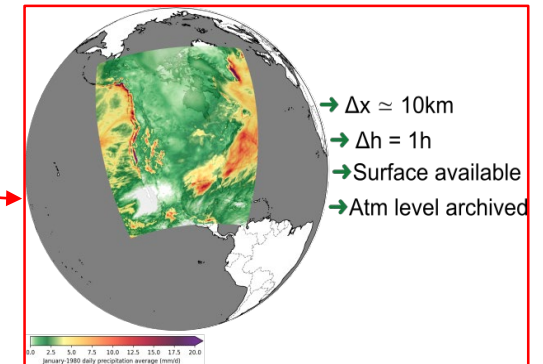 ➔ Δx ≃ 10km
➔ Δh = 1h
➔Surface available
➔Atm level archived
0.0 2.5 5.0 7.5 10.0 12.5 15.0 17.5 20.0
January-1980 daily precipitation average (mm/d)